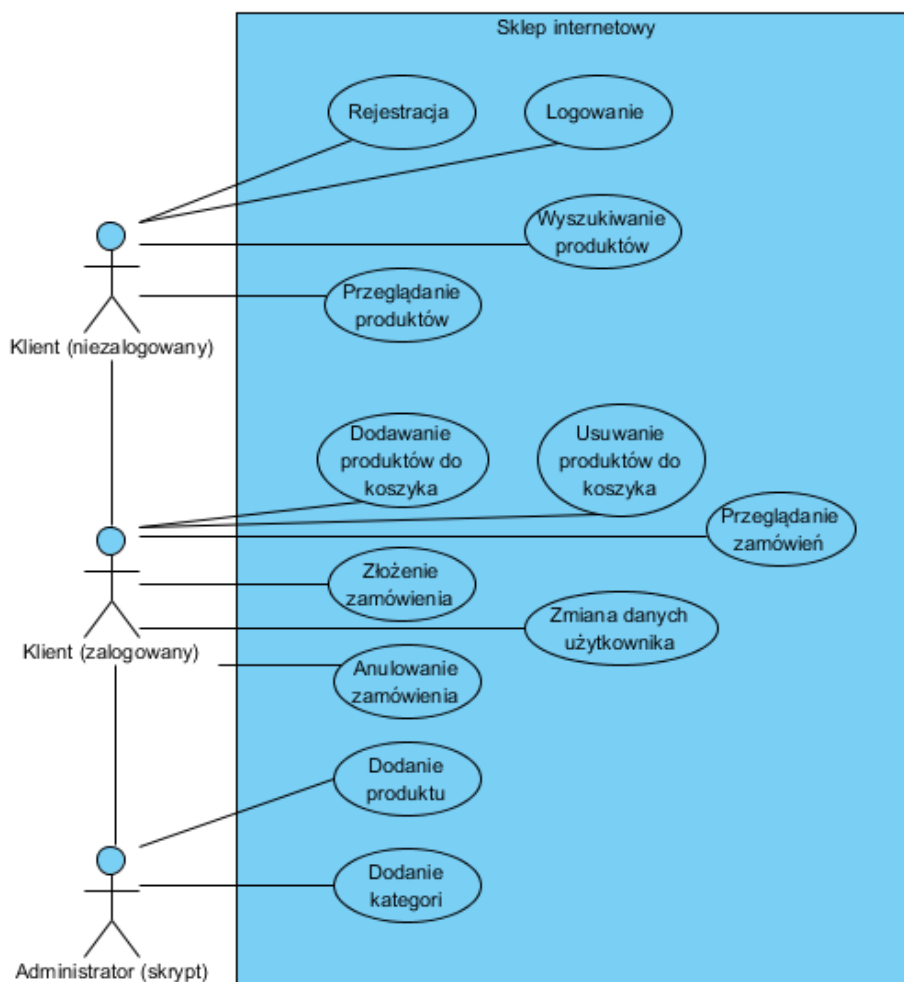 Sklep internetowy
Rejestracja
Logowanie
Wyszukiwanie
produktów
Przeglądanie
produktów
Klient (niezalogowany)
Dodawanie
produktów do
koszyka
Usuwanie
produktów do
koszyka
Przeglądanie
zamówień
Złożenie
zamówienia
Zmiana danych
użytkownika
Klient (zalogowany)
Anulowanie
zamówienia
Dodanie
produktu
Dodanie
kategori
Administrator (skrypt)